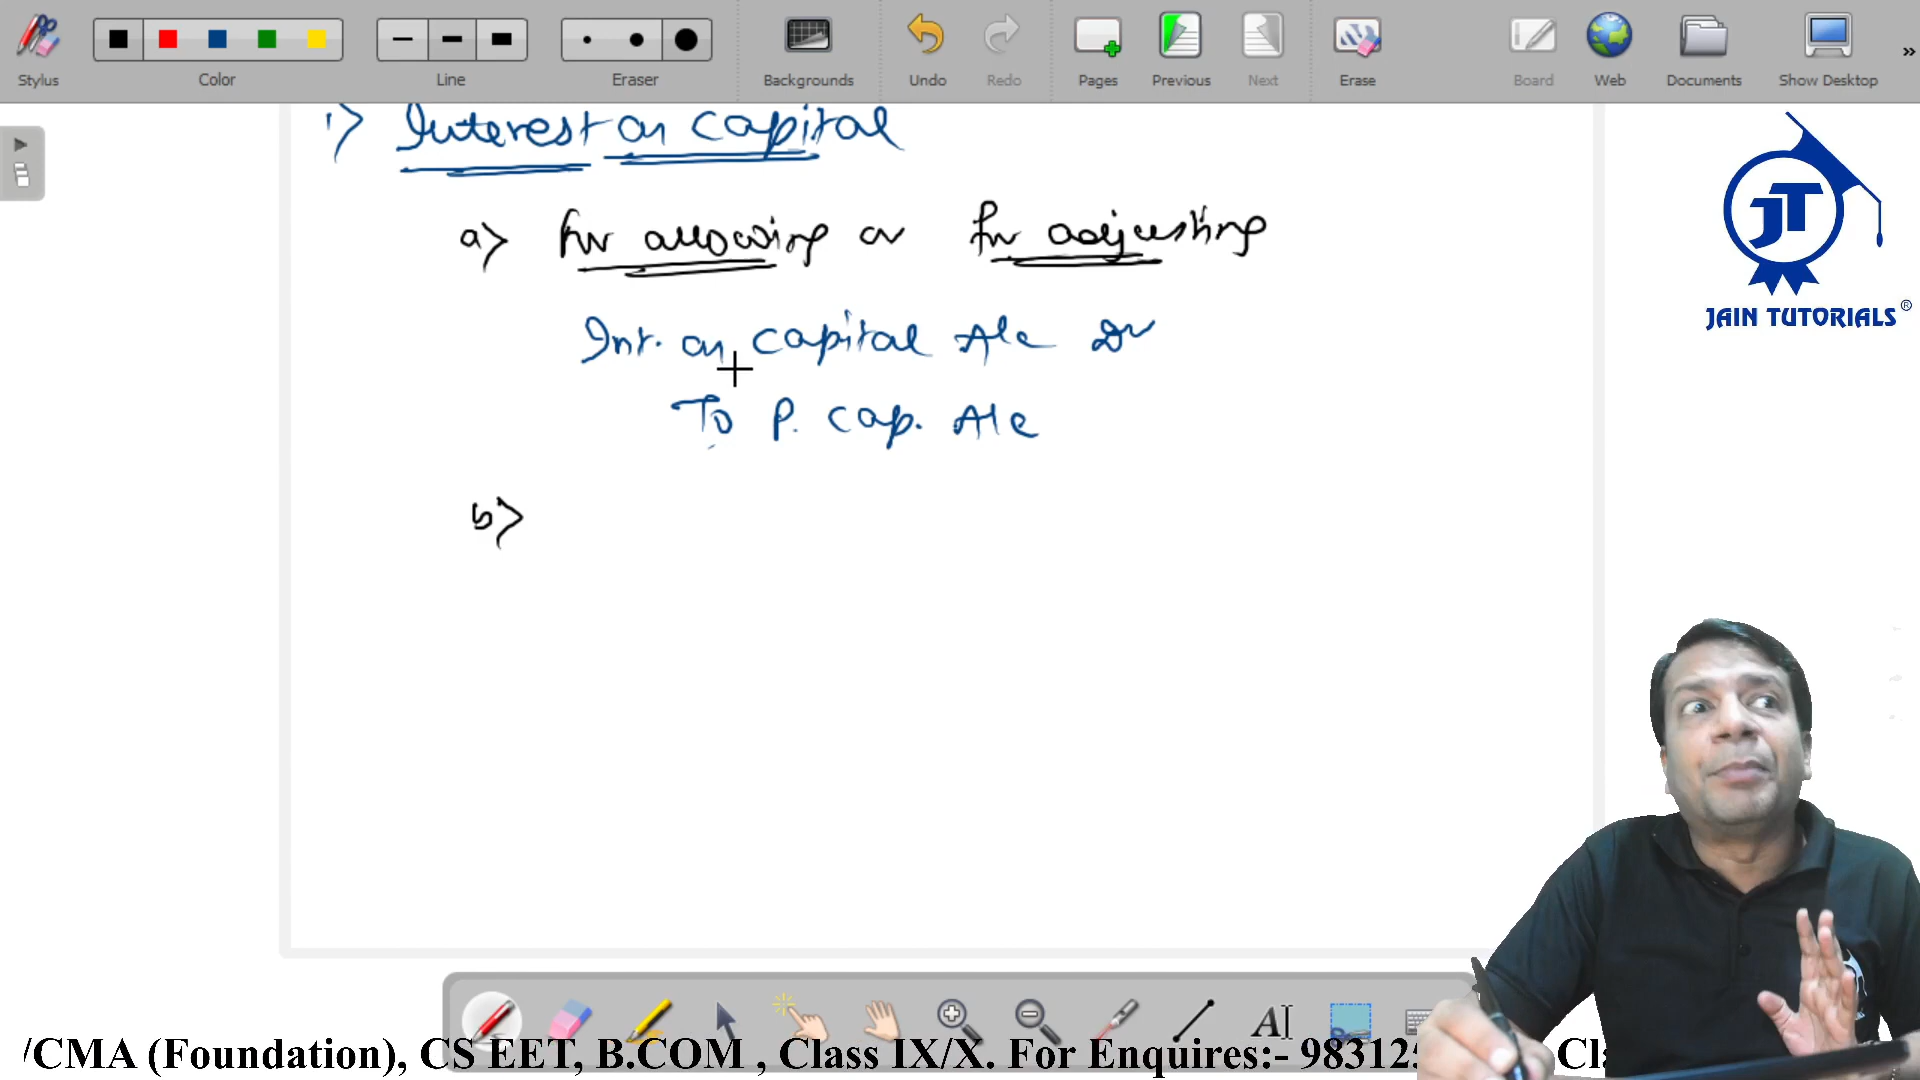 Stylus Color Line Eraser Backgrounds Undo Redo Pages Previous Next Erase Board Web Documents Show Desktop »
1) Interest on Capital
a) for allowing or for adjusting
Int. on Capital A/c Dr
To P. Cap. A/c
b)
JT
JAIN TUTORIALS®
/CMA (Foundation), CS EET, B.COM , Class IX/X. For Enquires:- 98312